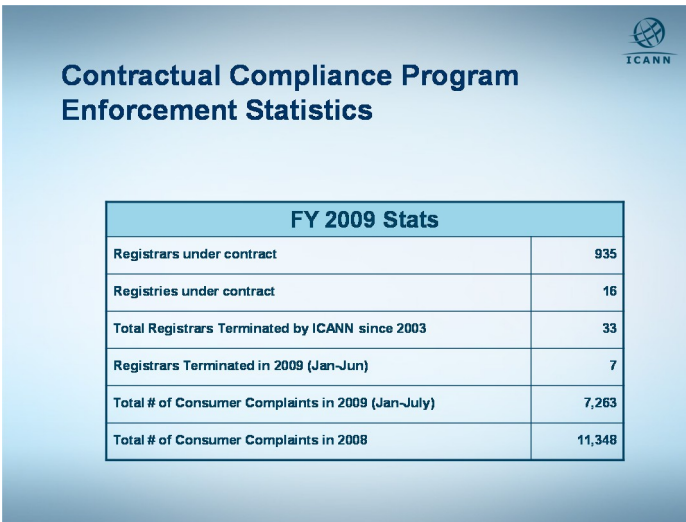 ICANN
Contractual Compliance Program
Enforcement Statistics
FY 2009 Stats
Registrars under contract 935
Registries under contract 16
Total Registrars Terminated by ICANN since 2003 33
Registrars Terminated in 2009 (Jan-Jun) 7
Total # of Consumer Complaints in 2009 (Jan-July) 7,263
Total # of Consumer Complaints in 2008 11,348